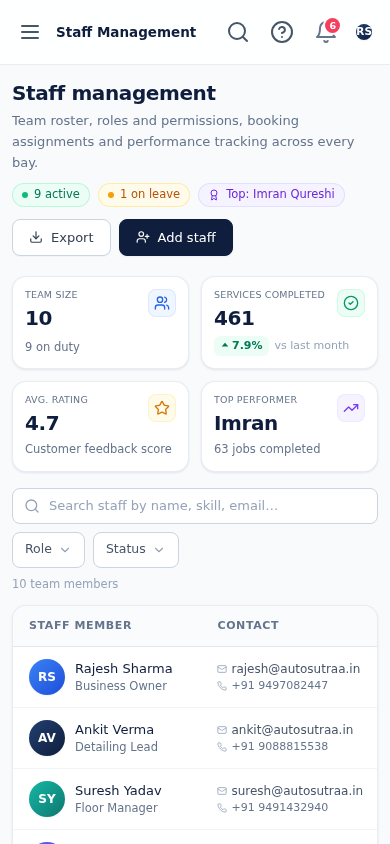 Staff Management
6
RS
Staff management
Team roster, roles and permissions, booking
assignments and performance tracking across every
bay.
9 active
1 on leave
Top: Imran Qureshi
Export
Add staff
TEAM SIZE
10
9 on duty
SERVICES COMPLETED
461
7.9% vs last month
AVG. RATING
4.7
Customer feedback score
TOP PERFORMER
Imran
63 jobs completed
Search staff by name, skill, email…
Role
Status
10 team members
STAFF MEMBER CONTACT
RS
Rajesh Sharma
Business Owner
rajesh@autosutraa.in
+91 9497082447
AV
Ankit Verma
Detailing Lead
ankit@autosutraa.in
+91 9088815538
SY
Suresh Yadav
Floor Manager
suresh@autosutraa.in
+91 9491432940